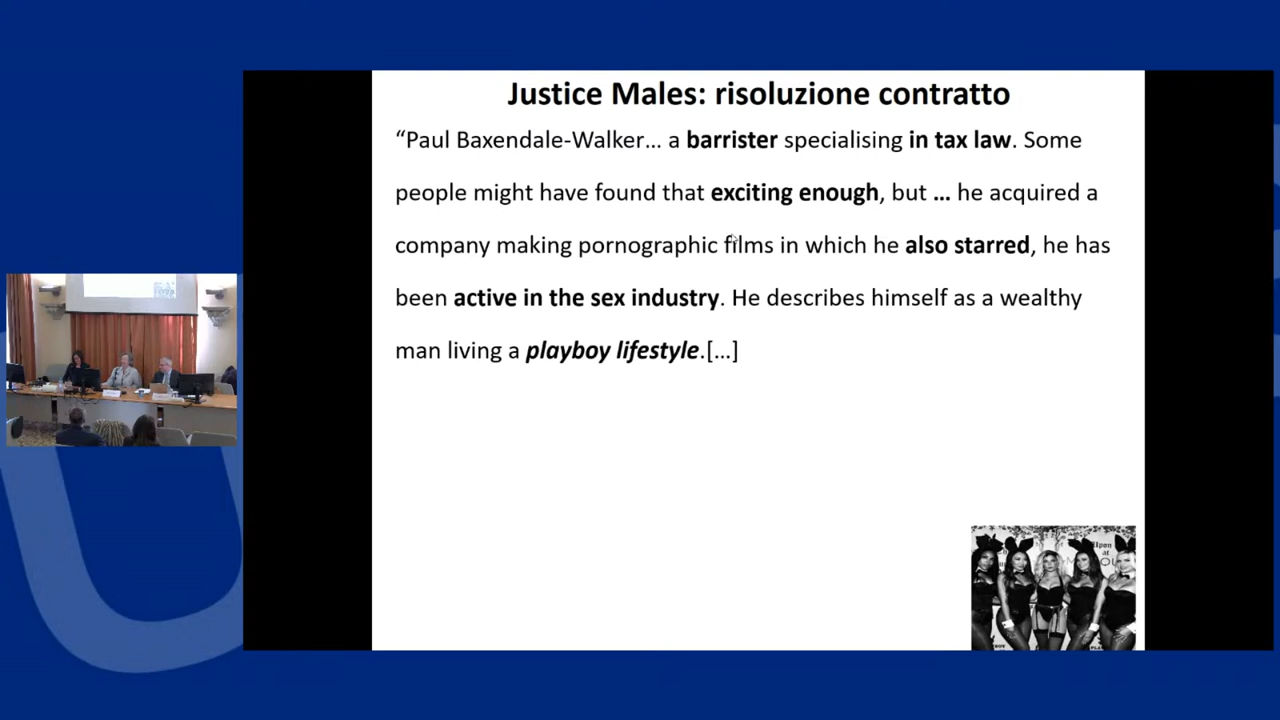 Justice Males: risoluzione contratto
“Paul Baxendale-Walker… a barrister specialising in tax law. Some
people might have found that exciting enough, but … he acquired a
company making pornographic films in which he also starred, he has
been active in the sex industry. He describes himself as a wealthy
man living a playboy lifestyle.[…]